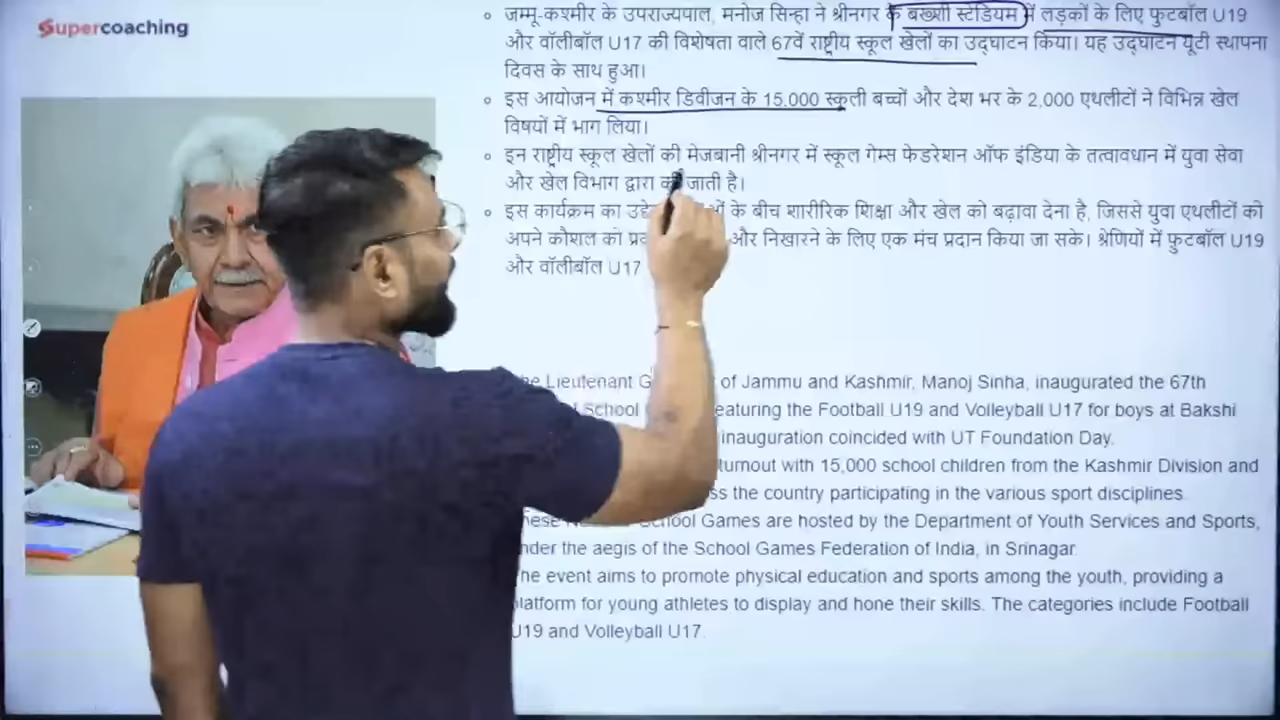 Supercoaching
जम्मू-कश्मीर के उपराज्यपाल, मनोज सिन्हा ने श्रीनगर के बख्शी स्टेडियम में लड़कों के लिए फुटबॉल U19
और वॉलीबॉल U17 की विशेषता वाले 67वें राष्ट्रीय स्कूल खेलों का उद्घाटन किया। यह उद्घाटन यूटी स्थापना
दिवस के साथ हुआ।
इस आयोजन में कश्मीर डिवीजन के 15,000 स्कूली बच्चों और देश भर के 2,000 एथलीटों ने विभिन्न खेल
विषयों में भाग लिया।
इन राष्ट्रीय स्कूल खेलों की मेजबानी श्रीनगर में स्कूल गेम्स फेडरेशन ऑफ इंडिया के तत्वावधान में युवा सेवा
और खेल विभाग द्वारा की जाती है।
इस कार्यक्रम का के बीच शारीरिक शिक्षा और खेल को बढ़ावा देना है, जिससे युवा एथलीटों को
अपने कौशल को और निखारने के लिए एक मंच प्रदान किया जा सके। श्रेणियों में फुटबॉल U19
और वॉलीबॉल U17
Lieutenant of Jammu and Kashmir, Manoj Sinha, inaugurated the 67th
School featuring the Football U19 and Volleyball U17 for boys at Bakshi
inauguration coincided with UT Foundation Day.
turnout with 15,000 school children from the Kashmir Division and
the country participating in the various sport disciplines.
School Games are hosted by the Department of Youth Services and Sports,
under the aegis of the School Games Federation of India, in Srinagar.
The event aims to promote physical education and sports among the youth, providing a
platform for young athletes to display and hone their skills. The categories include Football
U19 and Volleyball U17.